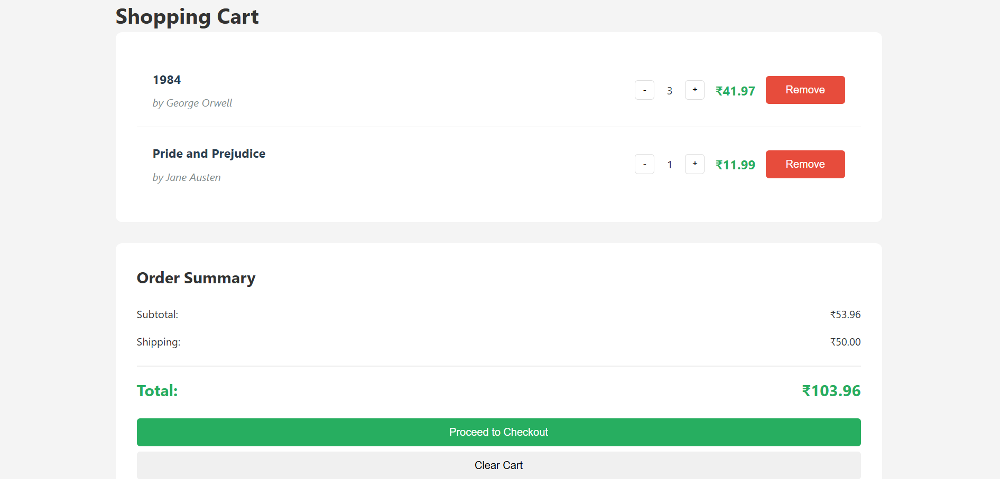 Shopping Cart
1984
by George Orwell
- 3 + ₹41.97 Remove
Pride and Prejudice
by Jane Austen
- 1 + ₹11.99 Remove
Order Summary
Subtotal: ₹53.96
Shipping: ₹50.00
Total: ₹103.96
Proceed to Checkout
Clear Cart